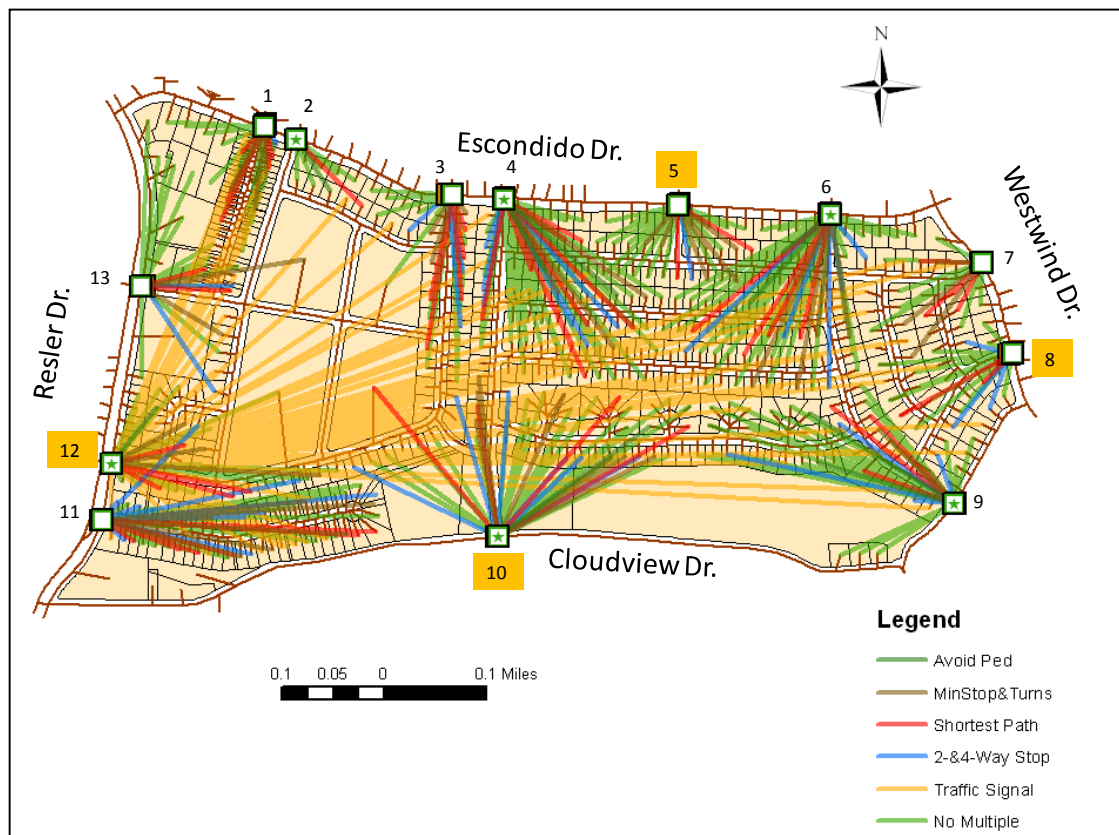 N
1
2
Escondido Dr.
3
4
5
6
Westwind Dr.
7
13
Resler Dr.
8
12
11
9
10
Cloudview Dr.
Legend
Avoid Ped
MinStop&Turns
Shortest Path
2-&4-Way Stop
Traffic Signal
No Multiple
0.1 0.05 0 0.1 Miles